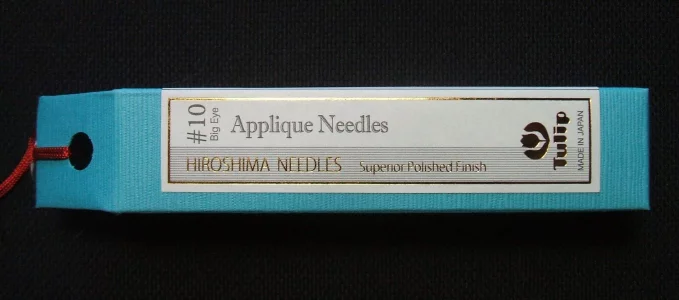 #10
Big Eye
Applique Needles
HIROSHIMA NEEDLES Superior Polished Finish
Tulip
MADE IN JAPAN